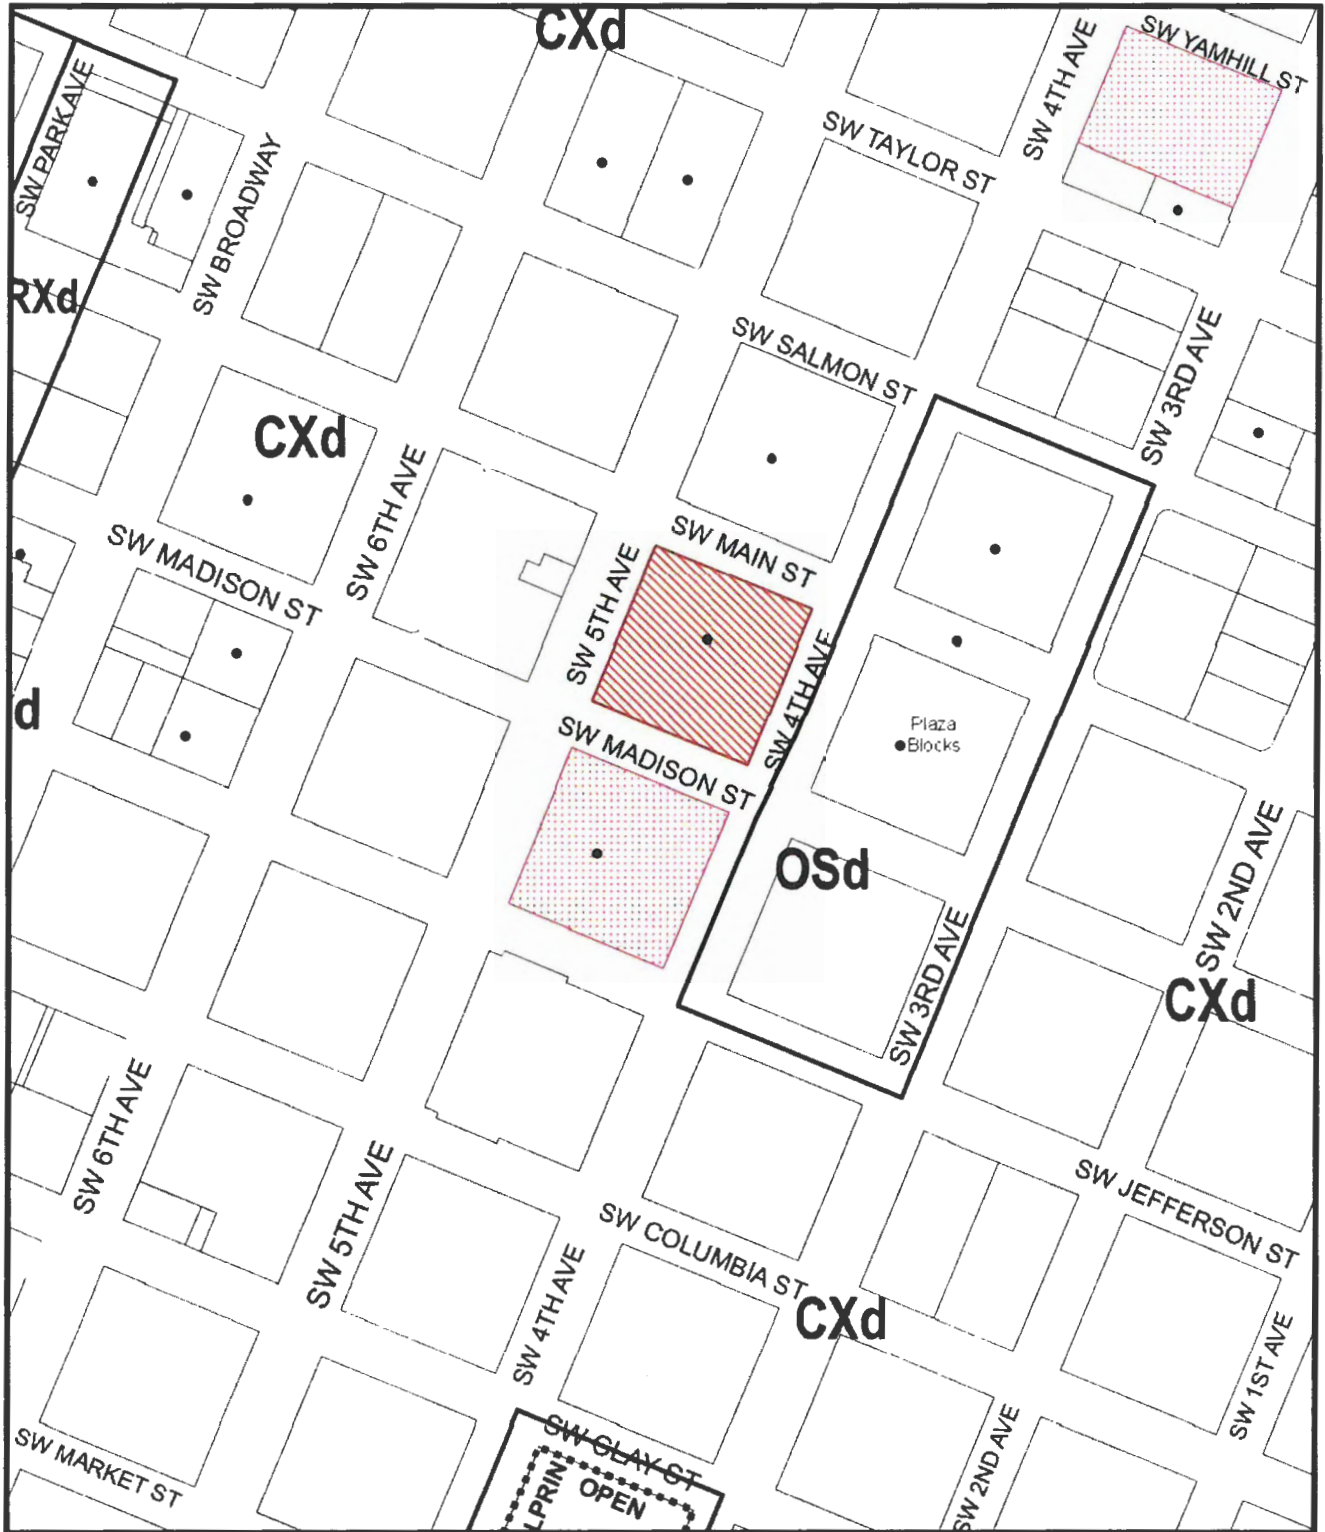 CXd
SW YAMHILL ST
SW 4TH AVE
SW PARK AVE
SW TAYLOR ST
SW BROADWAY
RXd
SW SALMON ST
SW 3RD AVE
CXd
SW 6TH AVE
SW MAIN ST
SW MADISON ST
SW 5TH AVE
SW 4TH AVE
d
Plaza
Blocks
SW MADISON ST
OSd
SW 2ND AVE
SW 3RD AVE
CXd
SW 6TH AVE
SW 5TH AVE
SW JEFFERSON ST
SW COLUMBIA ST
SW 4TH AVE
CXd
SW 1ST AVE
SW MARKET ST
SW CLAY ST
SW 2ND AVE
OPEN
LPRIN